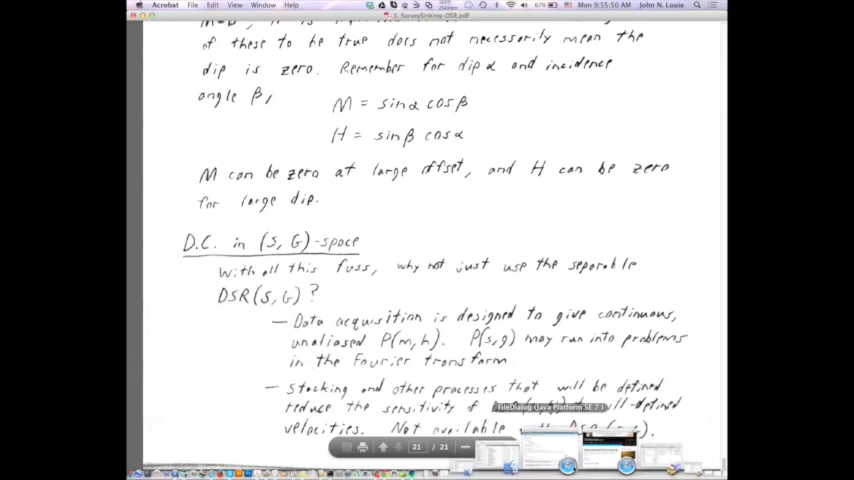 Acrobat File Edit View Window Help
67% Mon 9:55:50 John N. Louie
3. SurveySinking-DSR.pdf
of these to be true does not necessarily mean the
dip is zero. Remember for dip α and incidence
angle β,
M = sinα cosβ
H = sinβ cosα
M can be zero at large offset, and H can be zero
for large dip.
D.C. in (S, G)-space
With all this fuss, why not just use the separable
DSR(S, G)?
— Data acquisition is designed to give continuous,
unaliased P(m, h). P(s, g) may run into problems
in the Fourier transform.
— Stacking and other processes that will be defined
reduce the sensitivity of ill-defined
FileDialog (Java Platform SE 7)
velocities. Not available
21 / 21